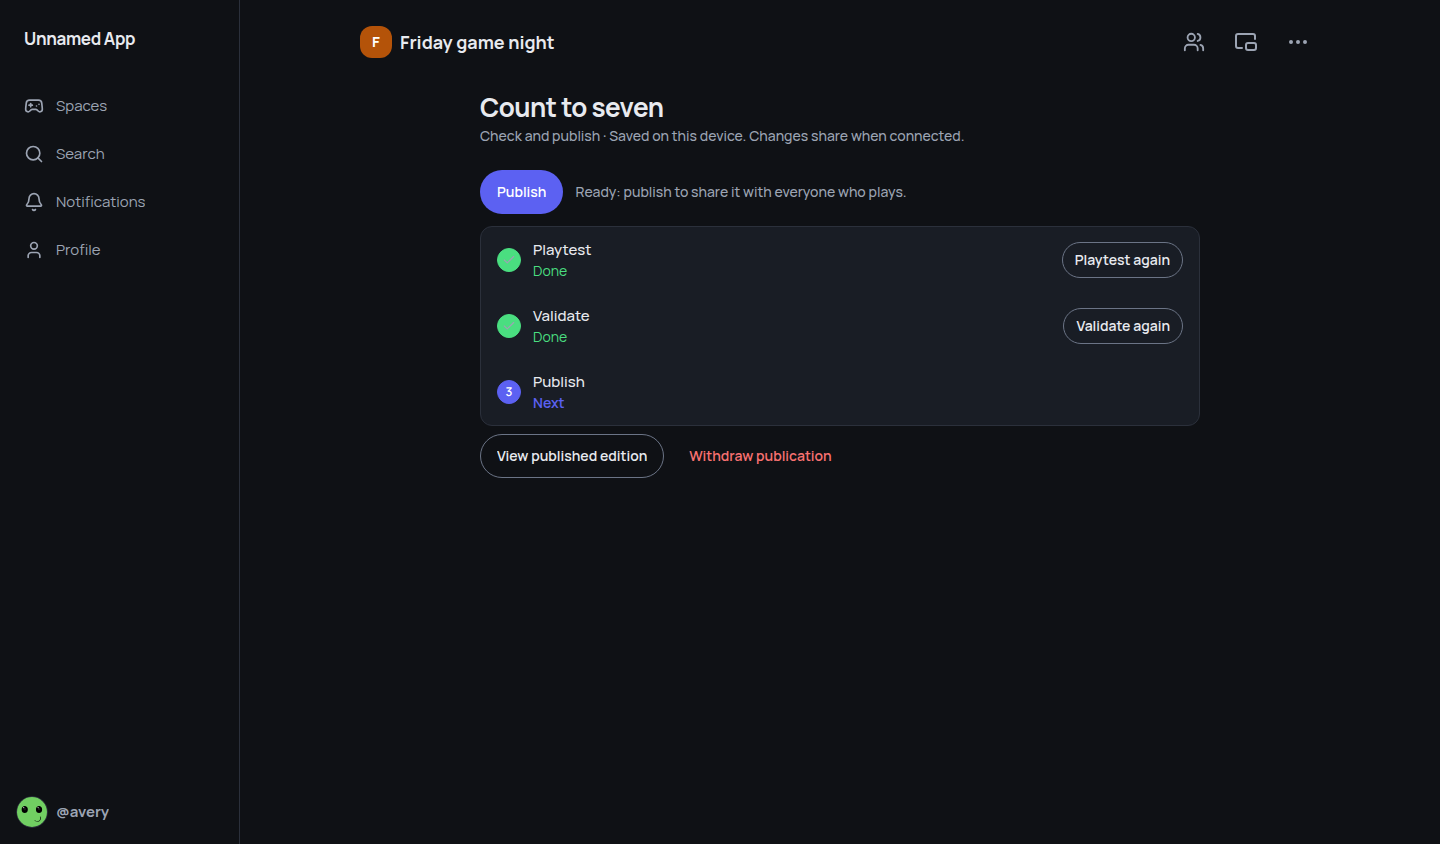 Unnamed App
Spaces
Search
Notifications
Profile
@avery
F Friday game night
Count to seven
Check and publish · Saved on this device. Changes share when connected.
Publish Ready: publish to share it with everyone who plays.
Playtest
Done
Playtest again
Validate
Done
Validate again
3 Publish
Next
View published edition Withdraw publication